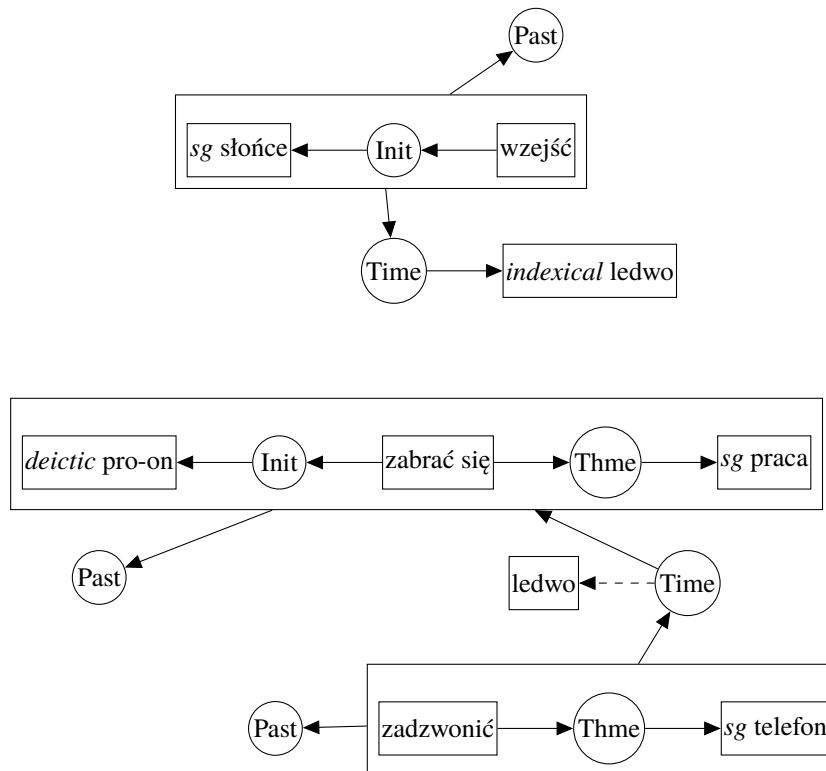 Past
sg słońce Init wzejść
Time indexical ledwo
deictic pro-on Init zabrać się Thme sg praca
Past ledwo Time
Past zadzwonić Thme sg telefon